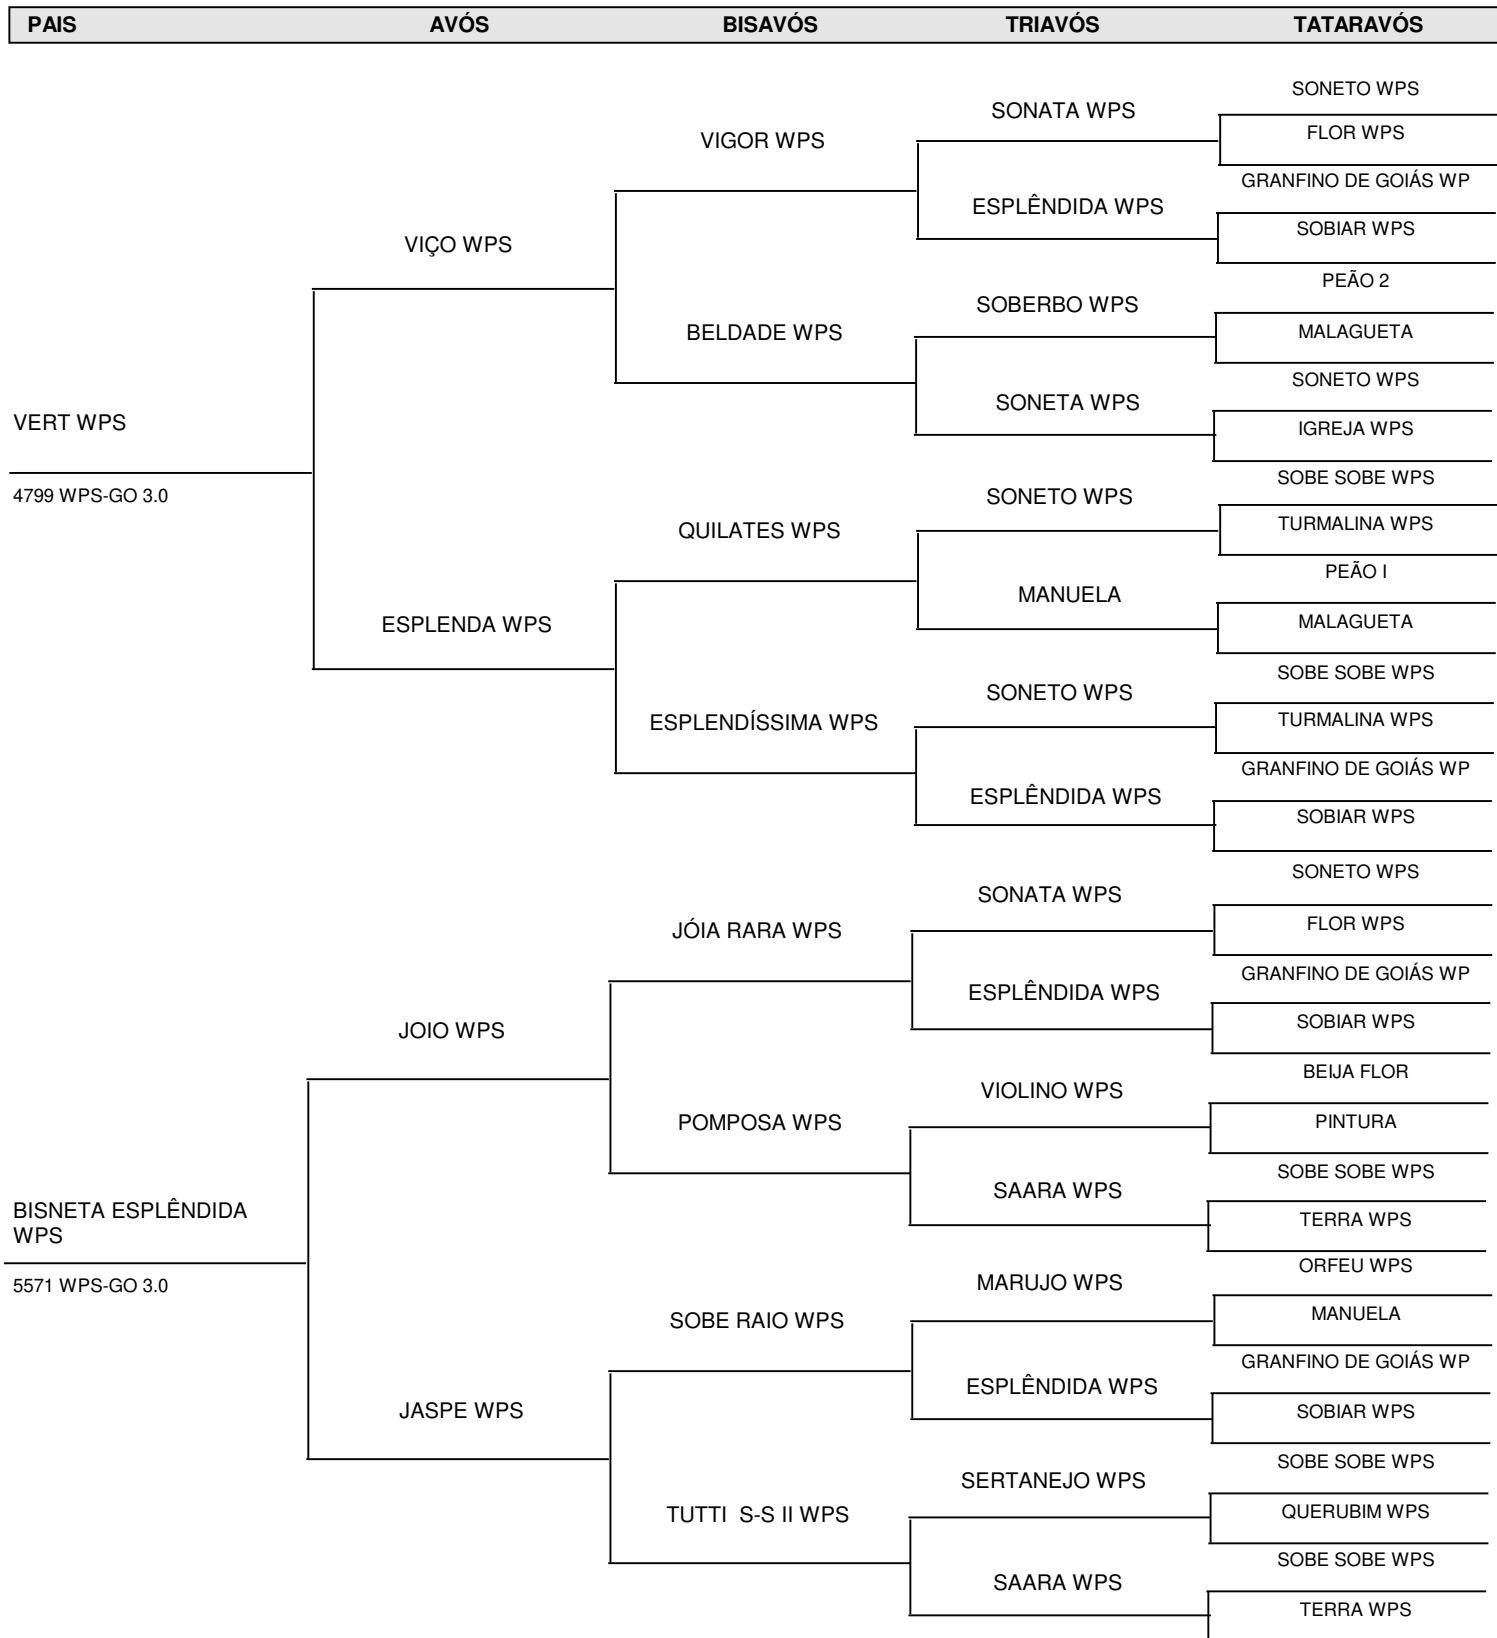 PAIS AVÓS BISAVÓS TRIAVÓS TATARAVÓS
SONETO WPS
SONATA WPS
FLOR WPS
VIGOR WPS
GRANFINO DE GOIÁS WP
ESPLÊNDIDA WPS
SOBIAR WPS
VIÇO WPS
PEÃO 2
SOBERBO WPS
BELDADE WPS
MALAGUETA
SONETO WPS
SONETA WPS
VERT WPS
IGREJA WPS
SOBE SOBE WPS
4799 WPS-GO 3.0
SONETO WPS
QUILATES WPS
TURMALINA WPS
PEÃO I
MANUELA
ESPLENDA WPS
MALAGUETA
SOBE SOBE WPS
SONETO WPS
ESPLENDÍSSIMA WPS
TURMALINA WPS
GRANFINO DE GOIÁS WP
ESPLÊNDIDA WPS
SOBIAR WPS
SONETO WPS
SONATA WPS
JÓIA RARA WPS
FLOR WPS
GRANFINO DE GOIÁS WP
ESPLÊNDIDA WPS
SOBIAR WPS
JOIO WPS
BEIJA FLOR
VIOLINO WPS
POMPOSA WPS
PINTURA
SOBE SOBE WPS
SAARA WPS
BISNETA ESPLÊNDIDA
WPS
TERRA WPS
ORFEU WPS
5571 WPS-GO 3.0
MARUJO WPS
SOBE RAIO WPS
MANUELA
GRANFINO DE GOIÁS WP
ESPLÊNDIDA WPS
JASPE WPS
SOBIAR WPS
SOBE SOBE WPS
SERTANEJO WPS
TUTTI S-S II WPS
QUERUBIM WPS
SOBE SOBE WPS
SAARA WPS
TERRA WPS